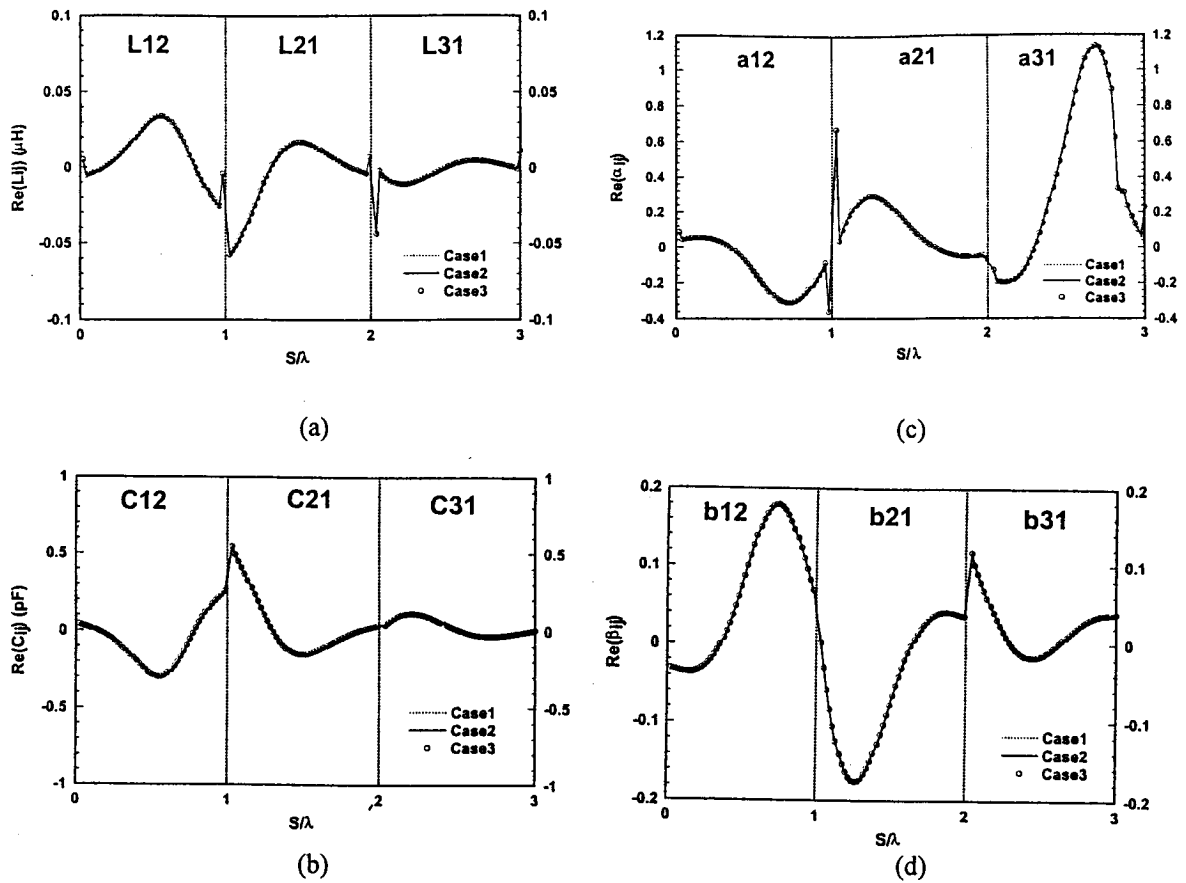 L12 L21 L31
0.1 0.1
0.05 0.05
0 0
-0.05 -0.05
-0.1 -0.1
Re(Lij) (μH)
Case1
Case2
Case3
0 1 2 3
S/λ
(a)
a12 a21 a31
1.2 1.2
1 1
0.8 0.8
0.6 0.6
0.4 0.4
0.2 0.2
0 0
-0.2 -0.2
-0.4 -0.4
Re(αij)
Case1
Case2
Case3
0 1 2 3
S/λ
(c)
C12 C21 C31
1 1
0.5 0.5
0 0
-0.5 -0.5
-1 -1
Re(Cij) (pF)
Case1
Case2
Case3
0 1 2 3
S/λ
(b)
b12 b21 b31
0.2 0.2
0.1 0.1
0 0
-0.1 -0.1
-0.2 -0.2
Re(βij)
Case1
Case2
Case3
0 1 2 3
S/λ
(d)